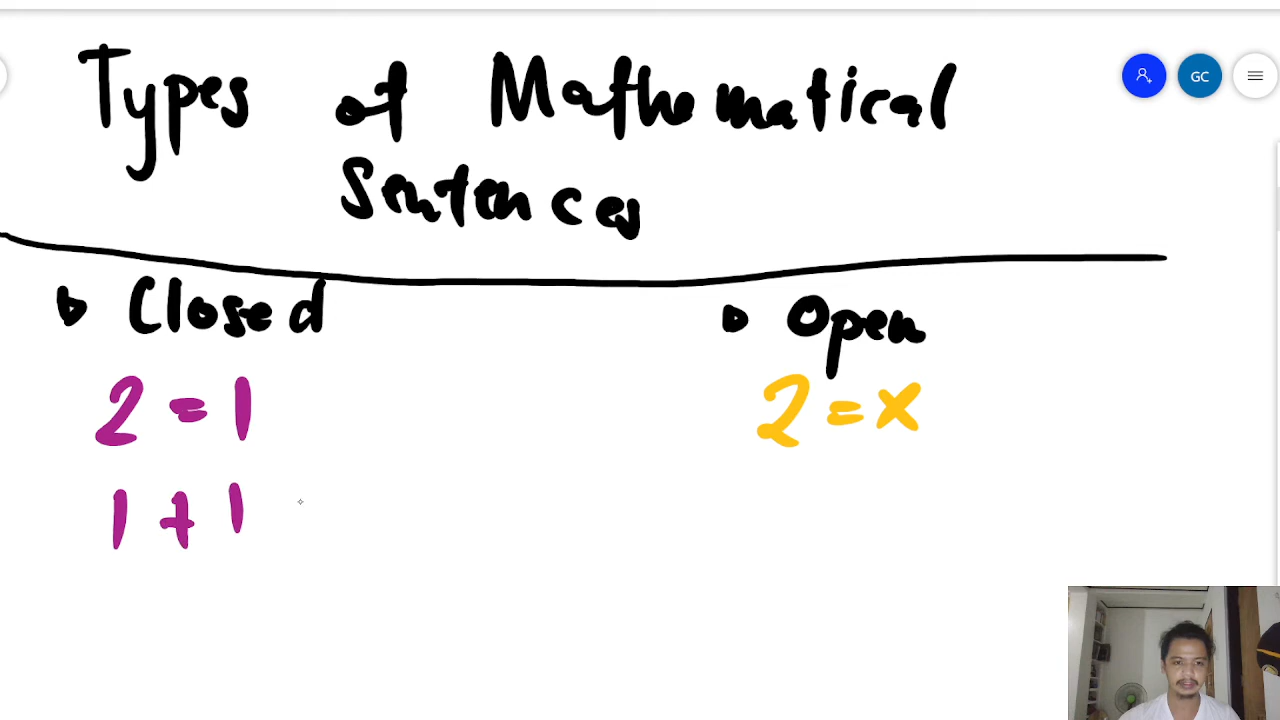 Types of Mathematical
Sentences
GC
Closed
Open
2 = 1
2 = x
1 + 1